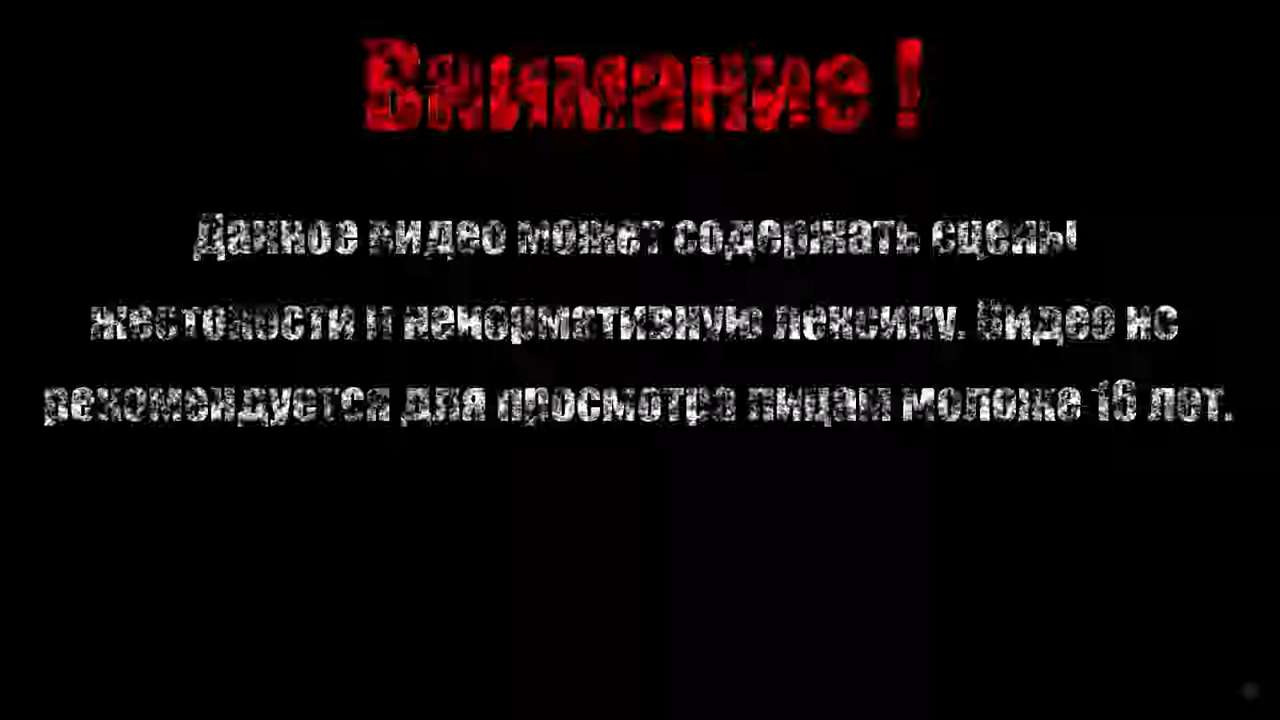 Внимание !
Данное видео может содержать сцены
жестокости и ненормативную лексику. Видео не
рекомендуется для просмотра лицам моложе 16 лет.